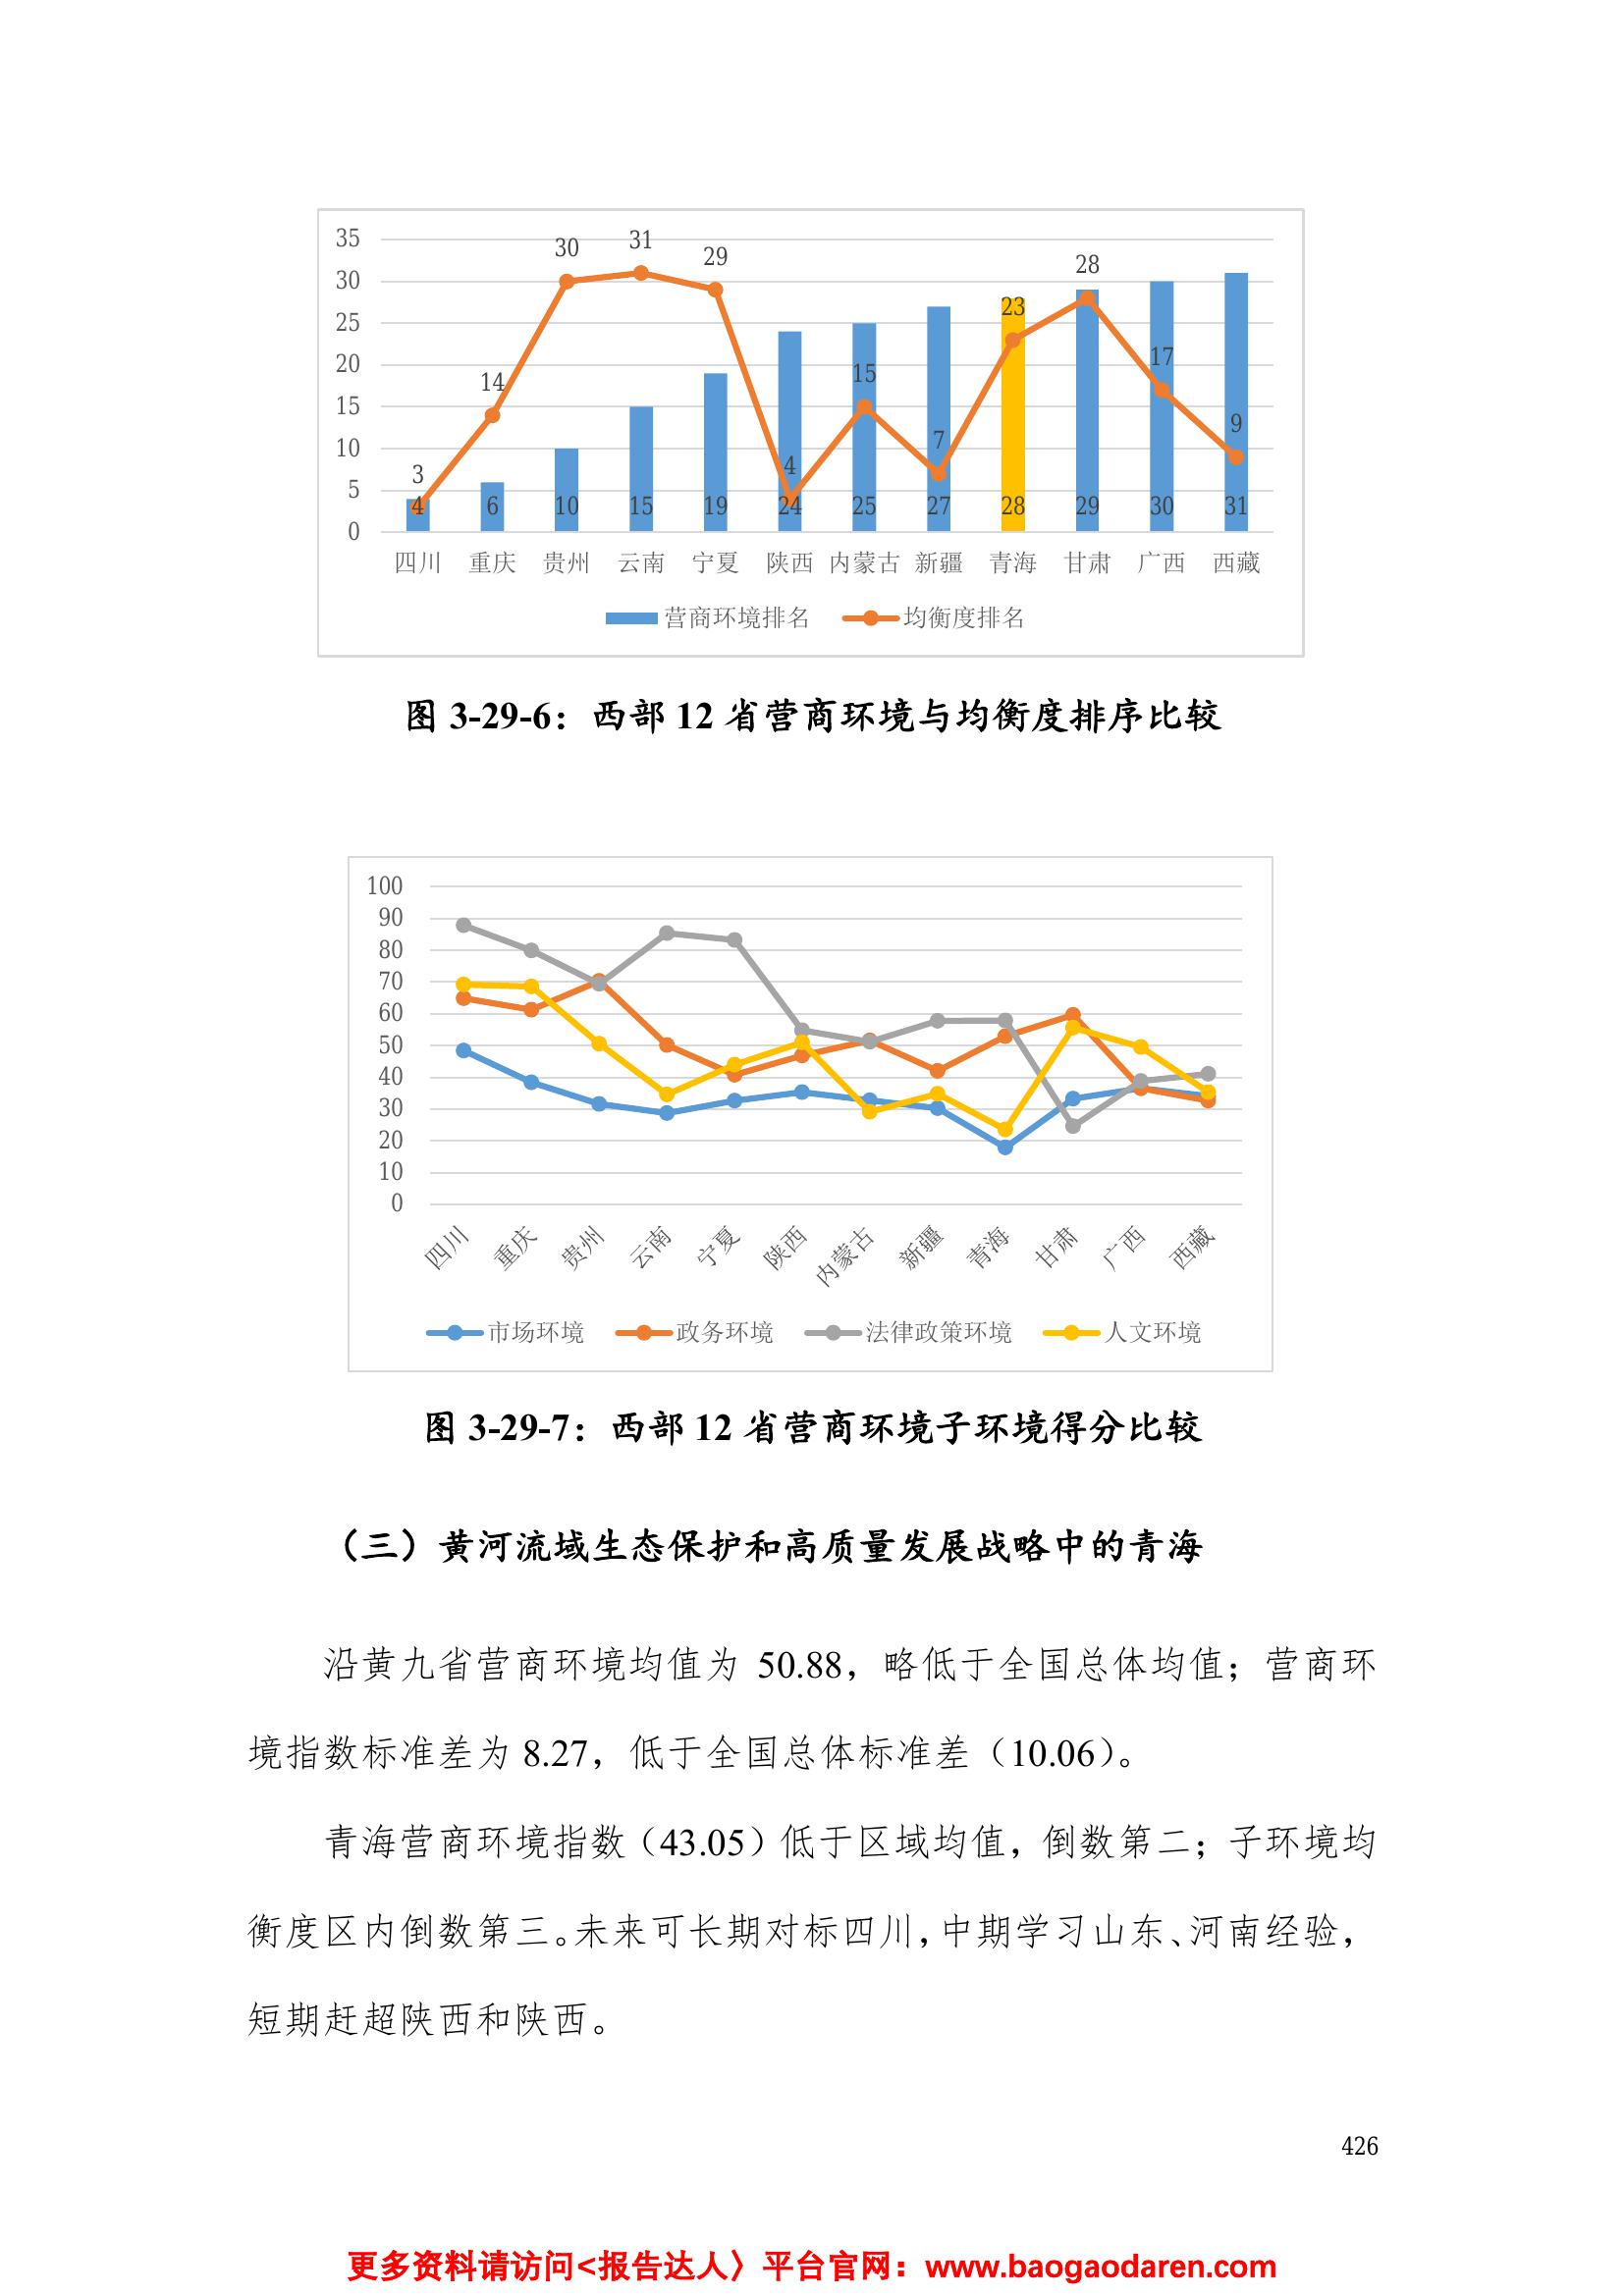 35
30
25
20
15
10
5
0
3 14 30 31 29 4 15 7 23 28 17 9
4 6 10 15 19 24 25 27 28 29 30 31
四川 重庆 贵州 云南 宁夏 陕西 内蒙古 新疆 青海 甘肃 广西 西藏
营商环境排名 均衡度排名
图 3-29-6：西部 12 省营商环境与均衡度排序比较
100
90
80
70
60
50
40
30
20
10
0
四川 重庆 贵州 云南 宁夏 陕西 内蒙古 新疆 青海 甘肃 广西 西藏
市场环境 政务环境 法律政策环境 人文环境
图 3-29-7：西部 12 省营商环境子环境得分比较
（三）黄河流域生态保护和高质量发展战略中的青海
沿黄九省营商环境均值为 50.88，略低于全国总体均值；营商环
境指数标准差为 8.27，低于全国总体标准差（10.06）。
青海营商环境指数（43.05）低于区域均值，倒数第二；子环境均
衡度区内倒数第三。未来可长期对标四川，中期学习山东、河南经验，
短期赶超陕西和陕西。
426
更多资料请访问<报告达人〉平台官网：www.baogaodaren.com